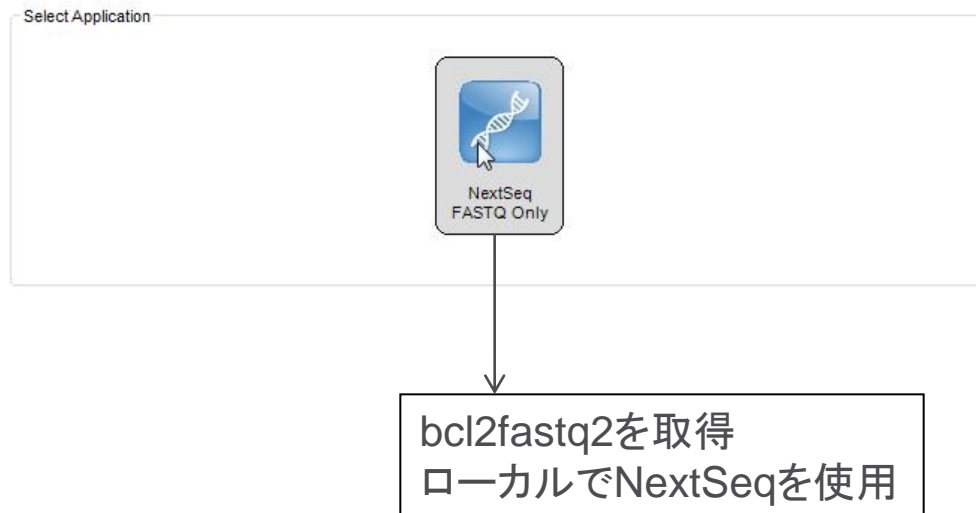 Select Application
NextSeq
FASTQ Only
bcl2fastq2を取得
ローカルでNextSeqを使用